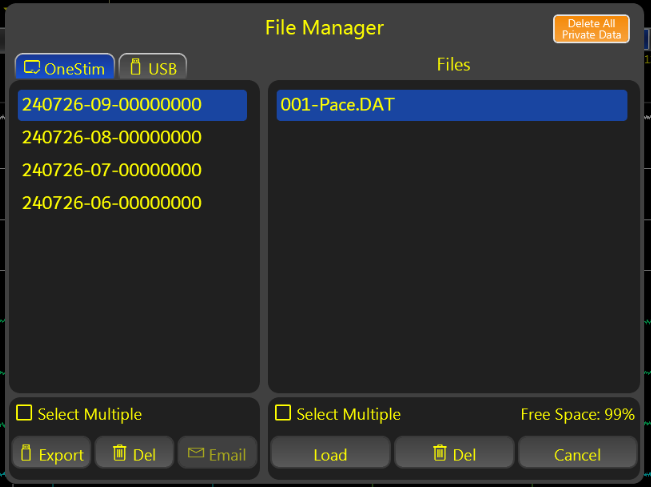 File Manager
Delete All
Private Data
OneStim
USB
Files
240726-09-00000000
240726-08-00000000
240726-07-00000000
240726-06-00000000
001-Pace.DAT
Select Multiple
Export
Del
Email
Select Multiple
Free Space: 99%
Load
Del
Cancel